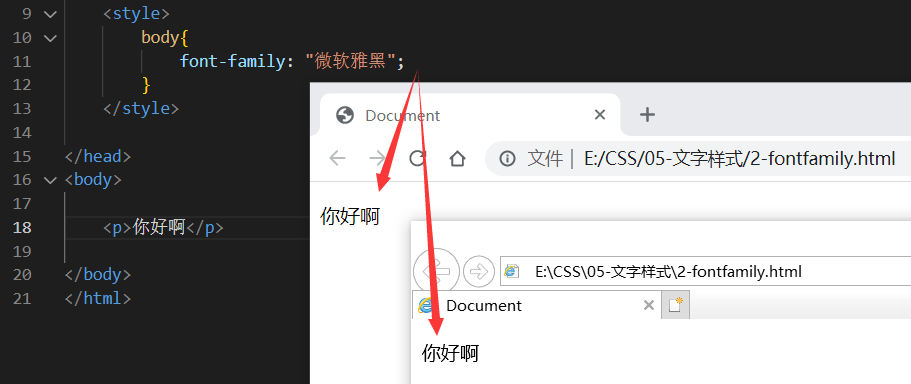 9 <style>
10 body{
11 font-family: "微软雅黑";
12 }
13 </style>
14
15 </head>
16 <body>
17
18 <p>你好啊</p>
19
20 </body>
21 </html>
Document
文件 | E:/CSS/05-文字样式/2-fontfamily.html
你好啊
E:\CSS\05-文字样式\2-fontfamily.html
Document
你好啊